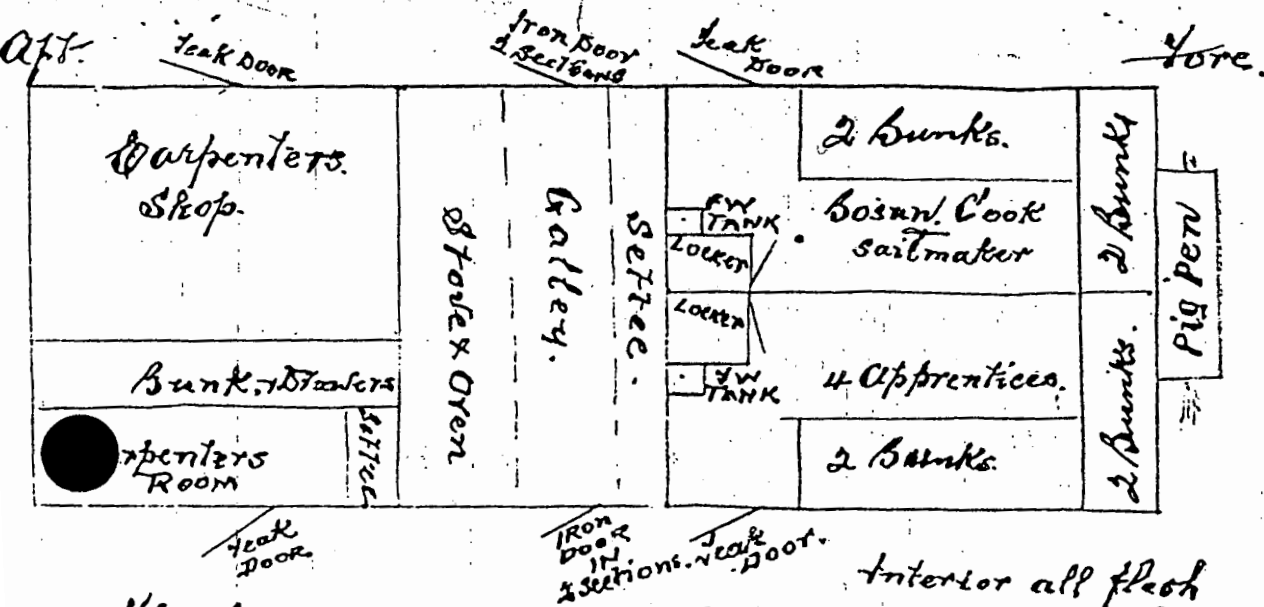 Aft.
Teak DOOR
Iron Door
2 Sections
Teak
DOOR
Fore.
Carpenters.
Shop.
Bunk, & Drawers
rpenters
ROOM
Settee
Stove & Oven
Galley.
Settee.
FW
TANK
LOCKER
LOCKER
FW
TANK
2 Bunks.
Bosun. Cook
Sailmaker
4 Apprentices.
2 Bunks.
2 Bunks
2 Bunks.
Pig Pen
Teak
DOOR.
IRON
DOOR
IN
2 Sections.
Teak
Door.
Interior all flesh